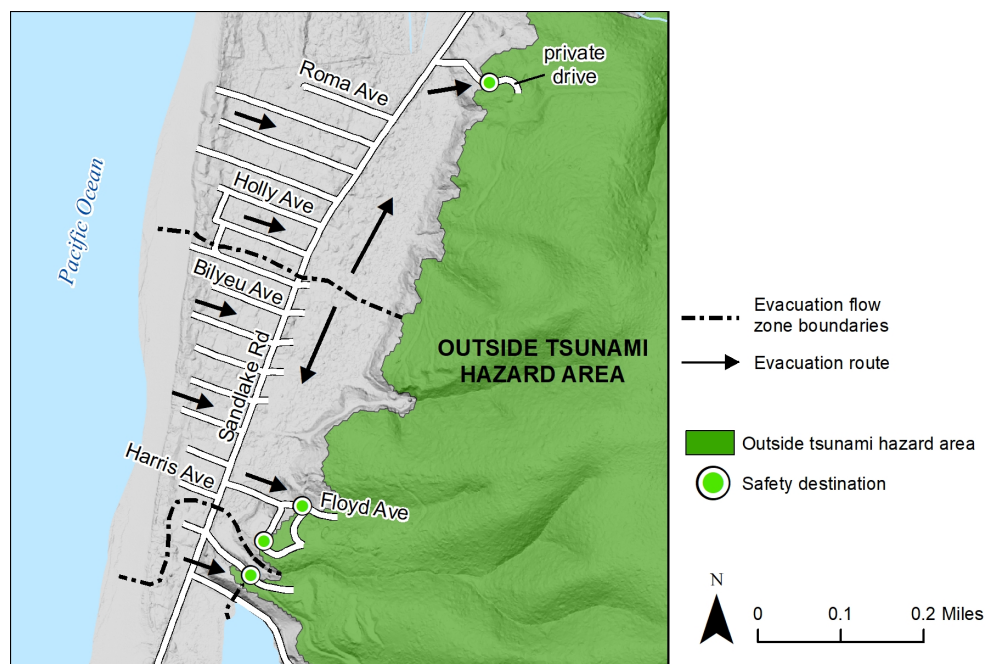 private
drive
Roma Ave
Holly Ave
Pacific Ocean
Bilyeu Ave
Sandlake Rd
OUTSIDE TSUNAMI
HAZARD AREA
Harris Ave
Floyd Ave
Evacuation flow
zone boundaries
Evacuation route
Outside tsunami hazard area
Safety destination
N
0 0.1 0.2 Miles